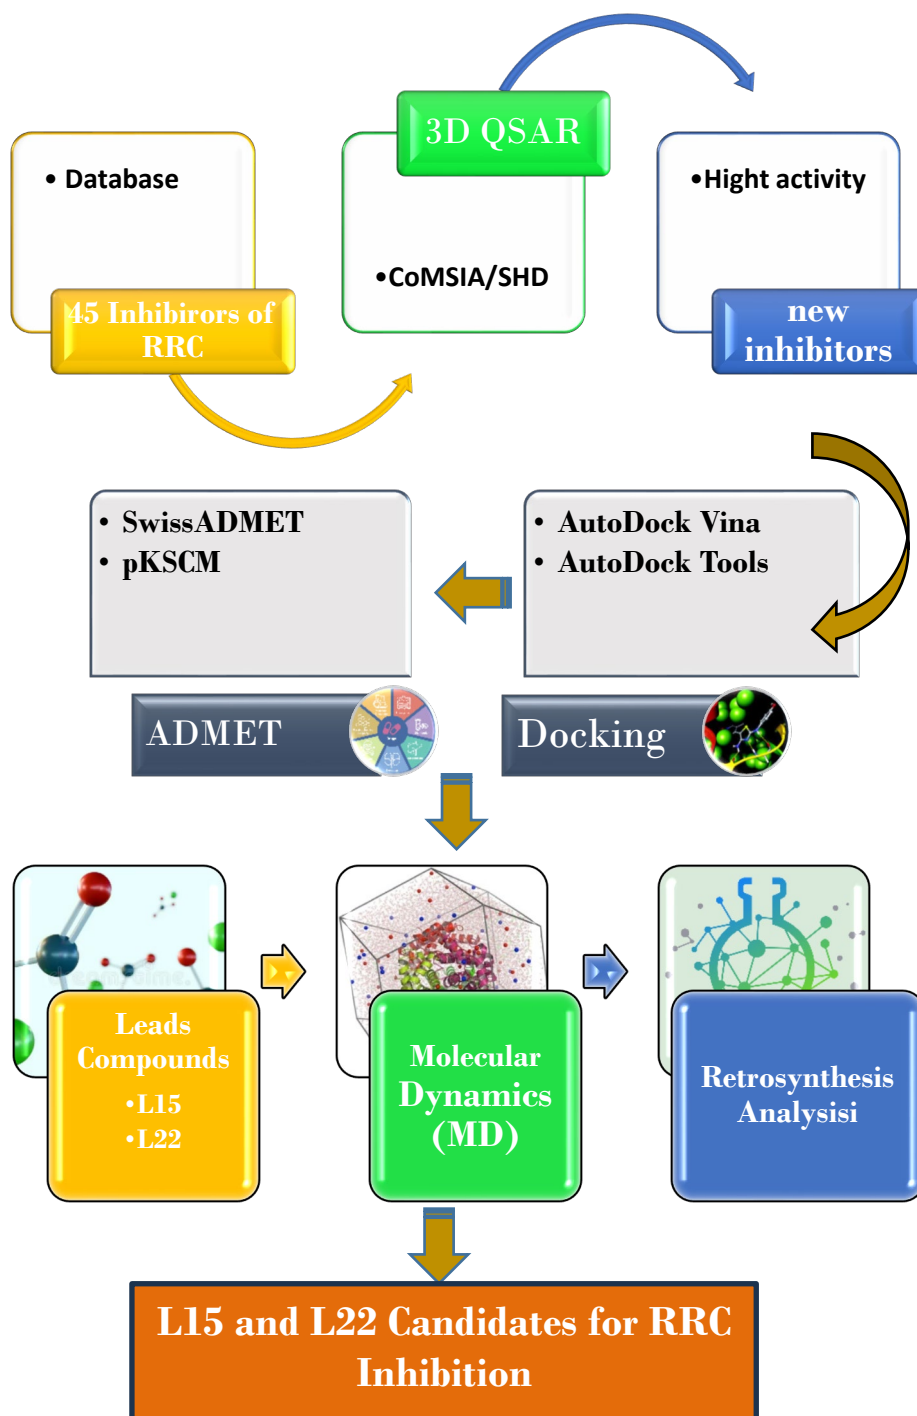 • Database
45 Inhibirors of
RRC
3D QSAR
•CoMSIA/SHD
•Hight activity
new
inhibitors
• SwissADMET
• pKSCM
ADMET
• AutoDock Vina
• AutoDock Tools
Docking
Leads
Compounds
•L15
•L22
Molecular
Dynamics
(MD)
Retrosynthesis
Analysisi
L15 and L22 Candidates for RRC
Inhibition